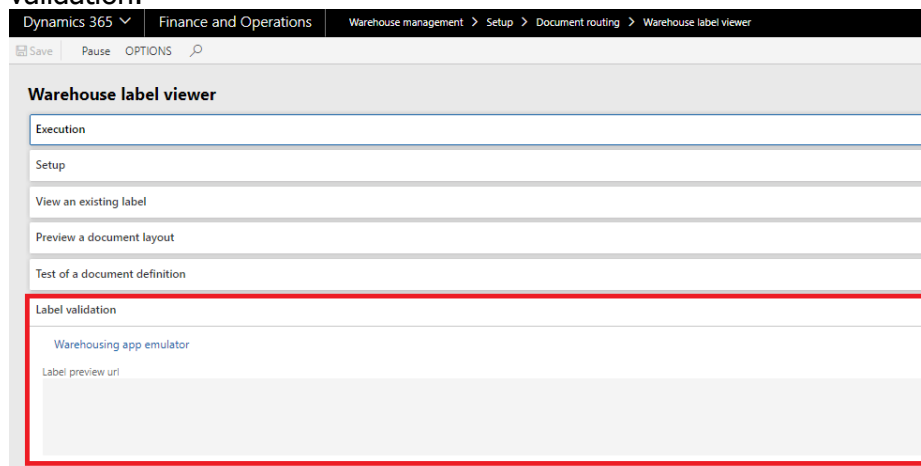 validation.
Dynamics 365 Finance and Operations Warehouse management > Setup > Document routing > Warehouse label viewer
Save Pause OPTIONS
Warehouse label viewer
Execution
Setup
View an existing label
Preview a document layout
Test of a document definition
Label validation
Warehousing app emulator
Label preview url